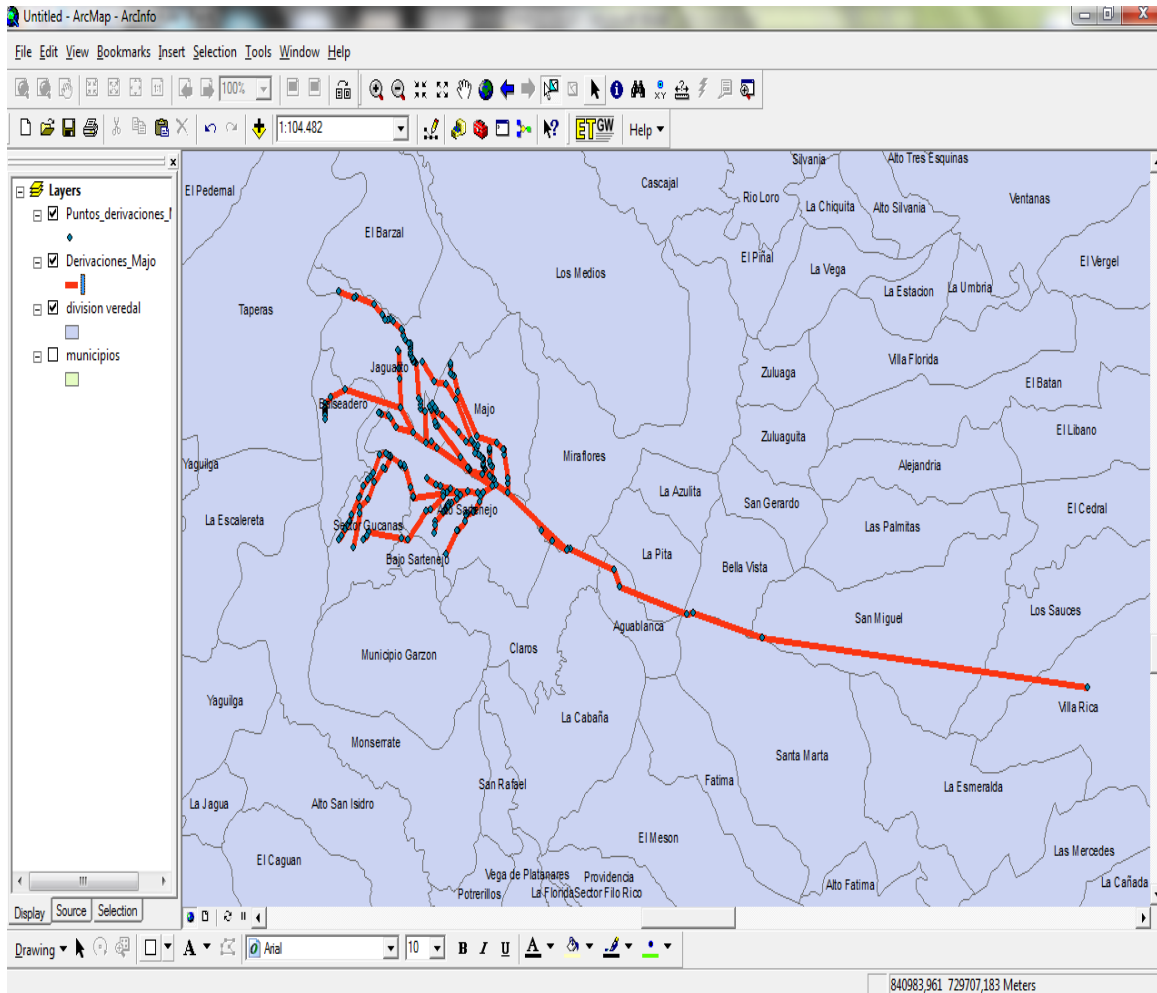 Untitled - ArcMap - ArcInfo
File Edit View Bookmarks Insert Selection Tools Window Help
100%
1:104.482
ET GW Help
Layers
Puntos_derivaciones_
Derivaciones_Majo
division veredal
municipios
Display Source Selection
El Pedernal
El Barzal
Cascajal
Silvania
Alto Tres Esquinas
Rio Loro
La Chiquita
Alto Silvania
Ventanas
Los Medios
El Piñal
La Vega
El Vergel
La Estacion
La Umbria
Taperas
Villa Florida
Zuluaga
El Batan
Majo
El Libano
Zuluaguita
Miraflores
Alejandria
Yaguilga
La Azulita
San Gerardo
El Cedral
La Escalereta
Sector Gucanas
Las Palmitas
Bajo Sartenejo
La Pita
Bella Vista
Los Sauces
San Miguel
Aguablanca
Claros
Municipio Garzon
Yaguilga
Villa Rica
La Cabaña
Monserrate
Santa Marta
San Rafael
Fatima
La Esmeralda
La Jagua
Alto San Isidro
El Meson
Las Mercedes
El Caguan
Vega de Platanares
Providencia
Alto Fatima
La Cañada
Potrerillos
La Florida
Sector Filo Rico
Drawing A Arial 10 B I U A
840983,961 729707,183 Meters